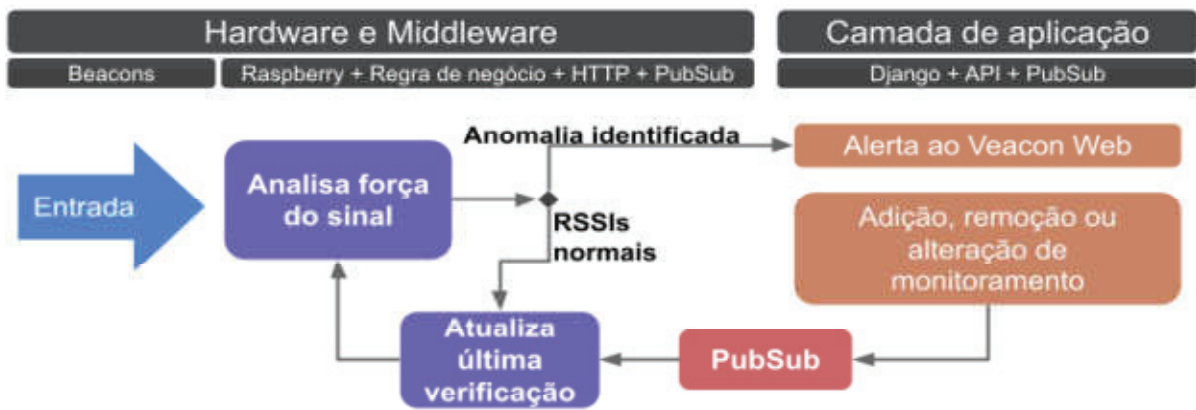 Hardware e Middleware
Camada de aplicação
Beacons
Raspberry + Regra de negócio + HTTP + PubSub
Django + API + PubSub
Anomalia identificada
Alerta ao Veacon Web
Entrada
Analisa força
do sinal
RSSIs
normais
Adição, remoção ou
alteração de
monitoramento
Atualiza
última
verificação
PubSub